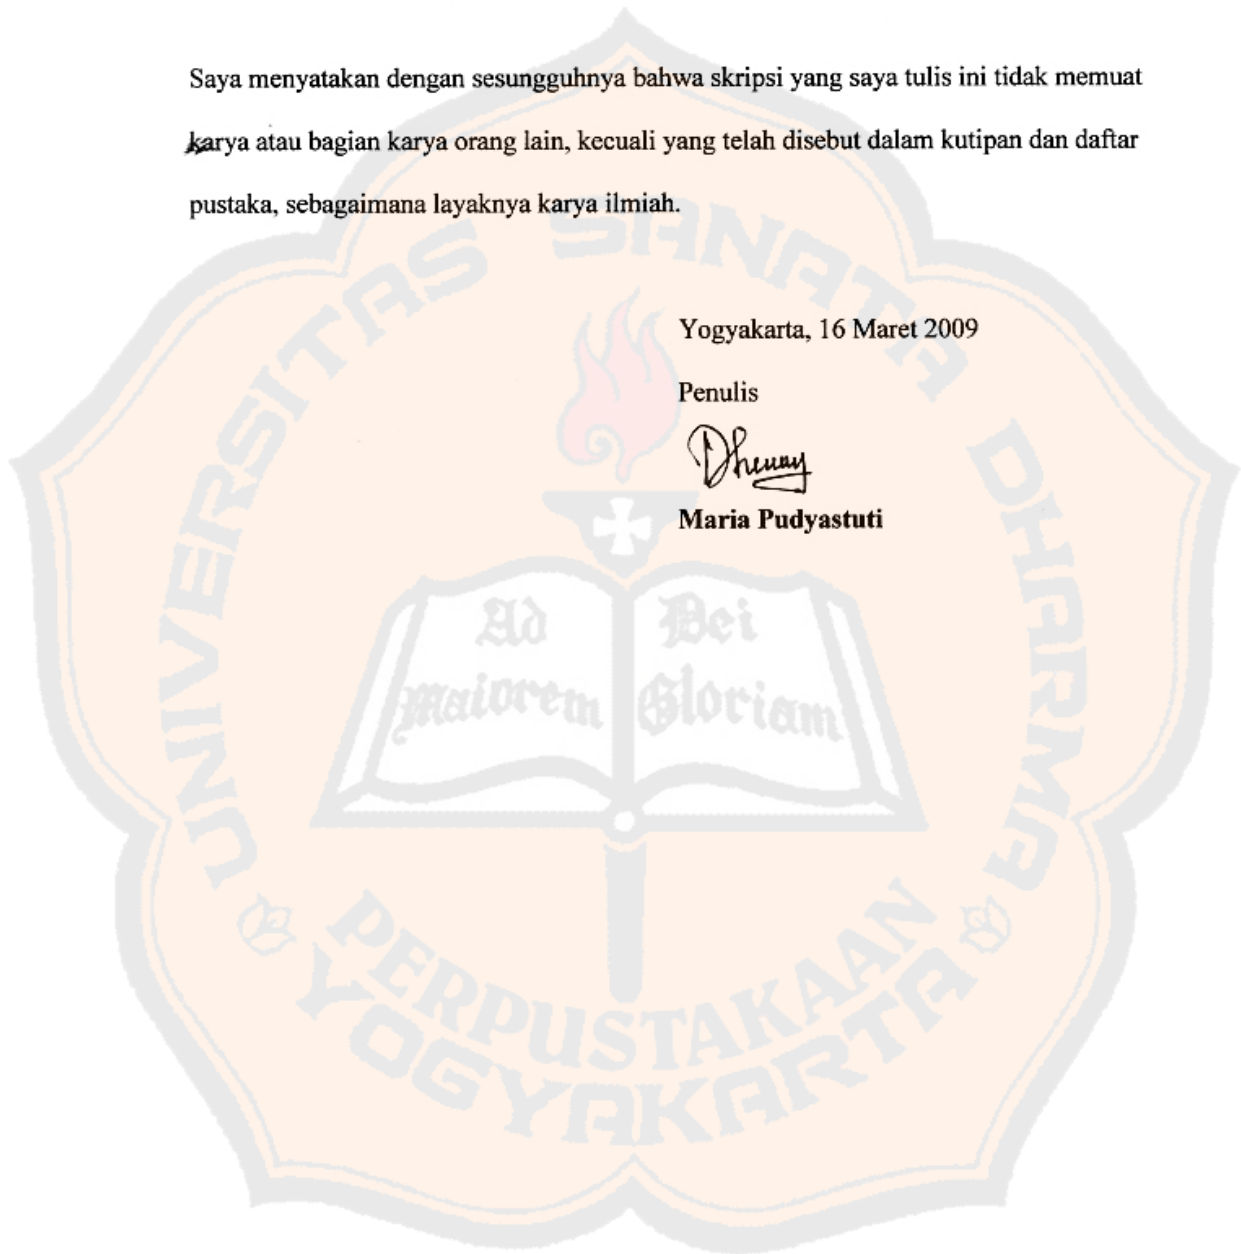 Saya menyatakan dengan sesungguhnya bahwa skripsi yang saya tulis ini tidak memuat
karya atau bagian karya orang lain, kecuali yang telah disebut dalam kutipan dan daftar
pustaka, sebagaimana layaknya karya ilmiah.
Yogyakarta, 16 Maret 2009
Penulis
Maria Pudyastuti
UNIVERSITAS SANATA DHARMA
Ad Dei
maiorem Gloriam
PERPUSTAKAAN
YOGYAKARTA